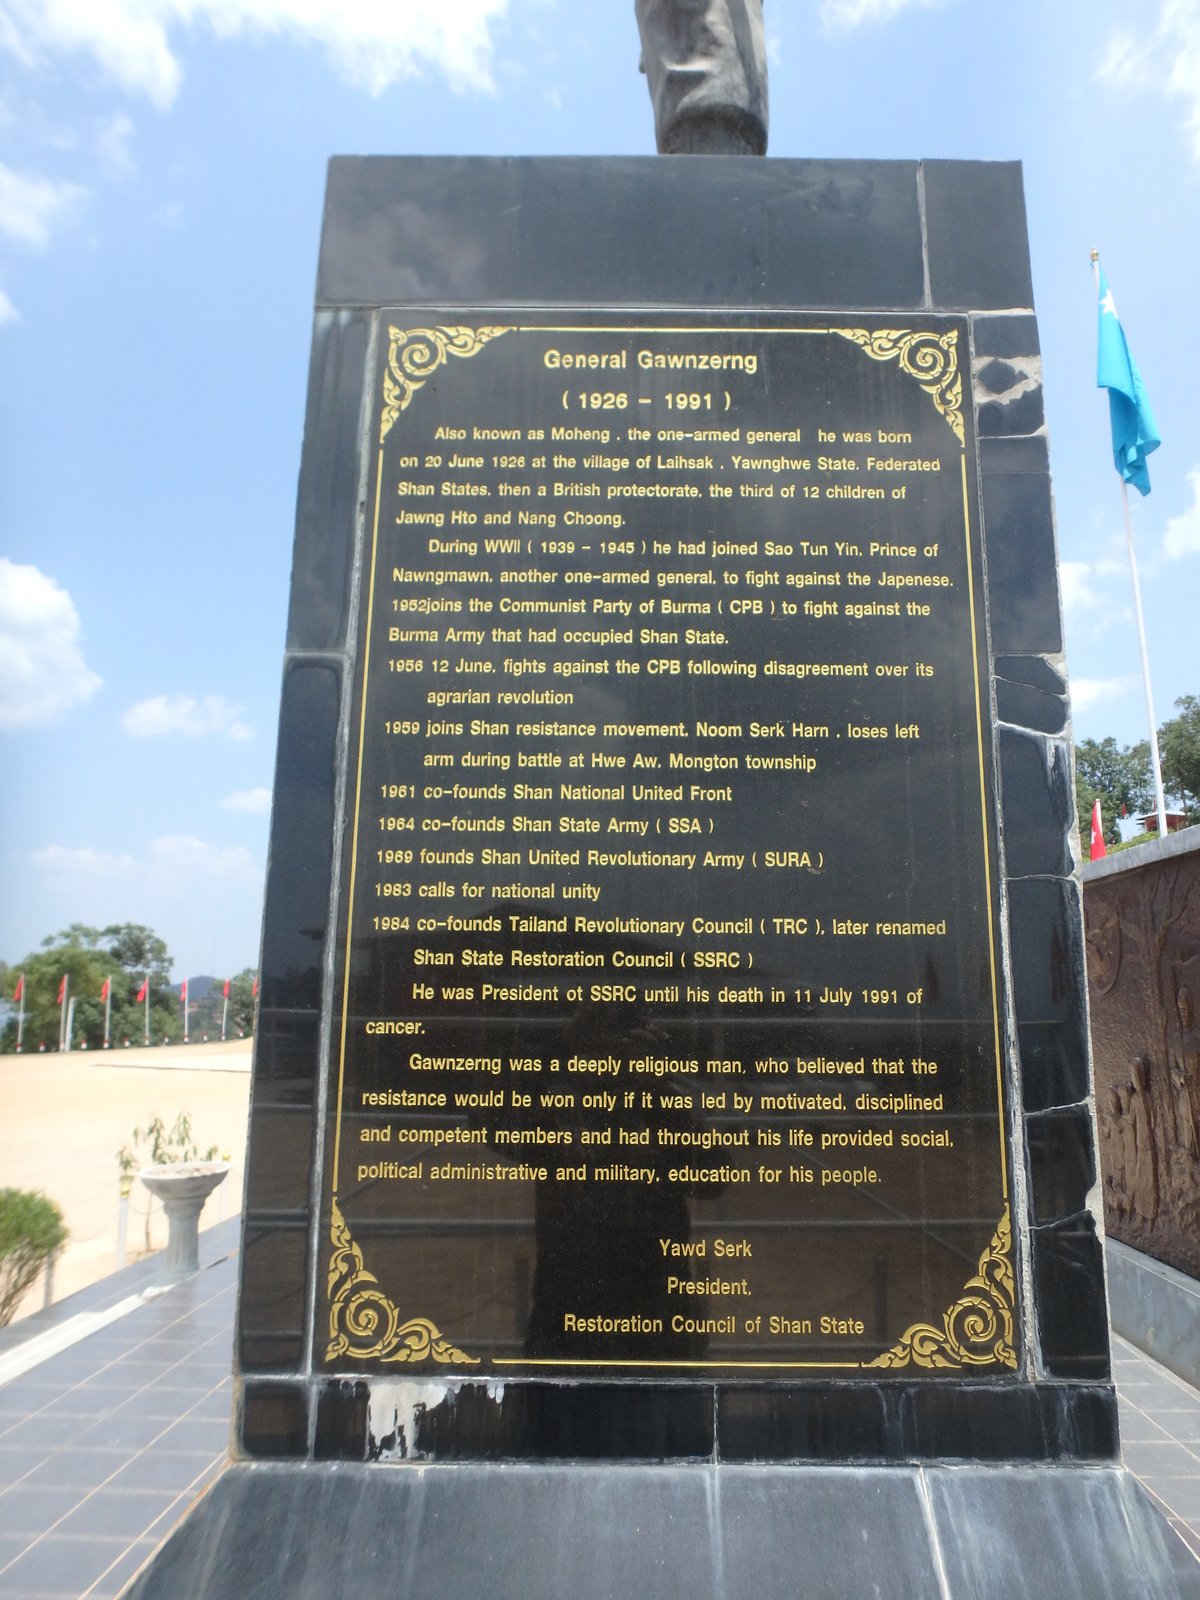 General Gawnzerng
( 1926 - 1991 )
Also known as Moheng , the one-armed general he was born
on 20 June 1926 at the village of Laihsak , Yawnghwe State, Federated
Shan States, then a British protectorate, the third of 12 children of
Jawng Hto and Nang Choong.
During WWII ( 1939 - 1945 ) he had joined Sao Tun Yin, Prince of
Nawngmawn, another one-armed general, to fight against the Japenese.
1952joins the Communist Party of Burma ( CPB ) to fight against the
Burma Army that had occupied Shan State.
1956 12 June, fights against the CPB following disagreement over its
agrarian revolution
1959 joins Shan resistance movement, Noom Serk Harn , loses left
arm during battle at Hwe Aw, Mongton township
1961 co-founds Shan National United Front
1964 co-founds Shan State Army ( SSA )
1969 founds Shan United Revolutionary Army ( SURA )
1983 calls for national unity
1984 co-founds Tailand Revolutionary Council ( TRC ), later renamed
Shan State Restoration Council ( SSRC )
He was President ot SSRC until his death in 11 July 1991 of
cancer.
Gawnzerng was a deeply religious man, who believed that the
resistance would be won only if it was led by motivated, disciplined
and competent members and had throughout his life provided social,
political administrative and military, education for his people.
Yawd Serk
President,
Restoration Council of Shan State